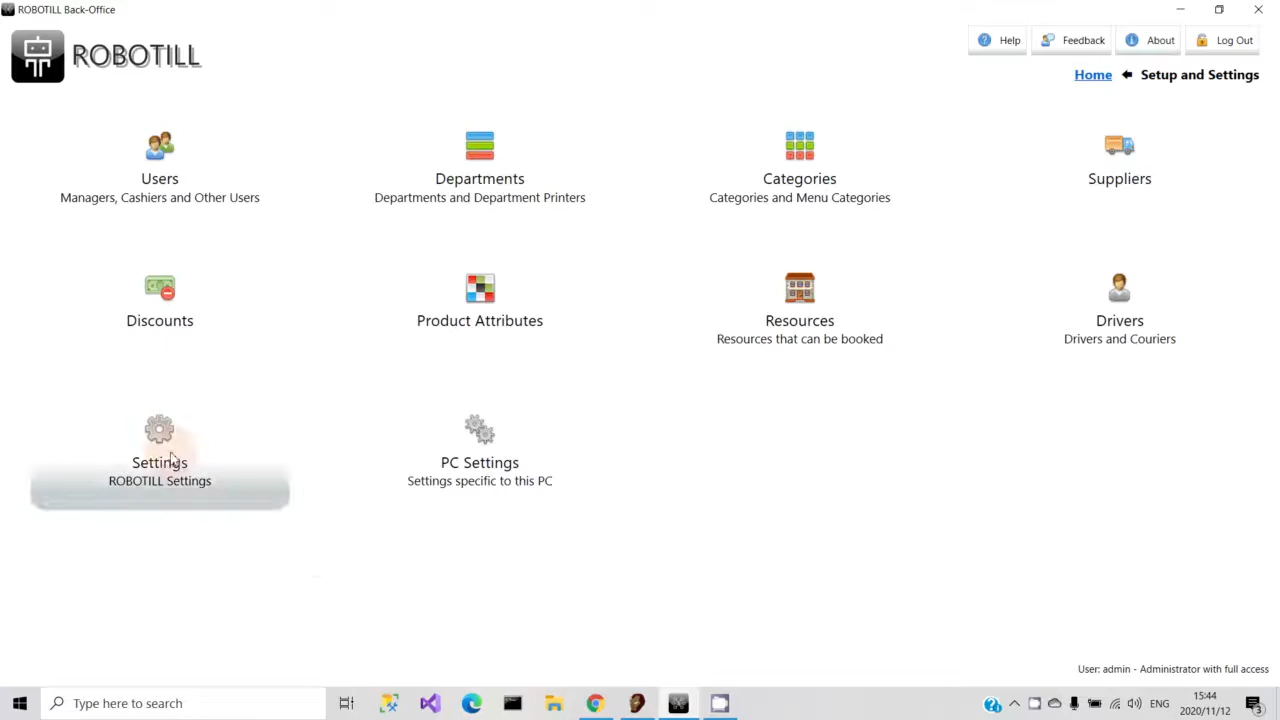 ROBOTILL Back-Office
ROBOTILL
Help
Feedback
About
Log Out
Home
Setup and Settings
Users
Managers, Cashiers and Other Users
Departments
Departments and Department Printers
Categories
Categories and Menu Categories
Suppliers
Discounts
Product Attributes
Resources
Resources that can be booked
Drivers
Drivers and Couriers
Settings
ROBOTILL Settings
PC Settings
Settings specific to this PC
User: admin - Administrator with full access
Type here to search
ENG
15:44
2020/11/12
3